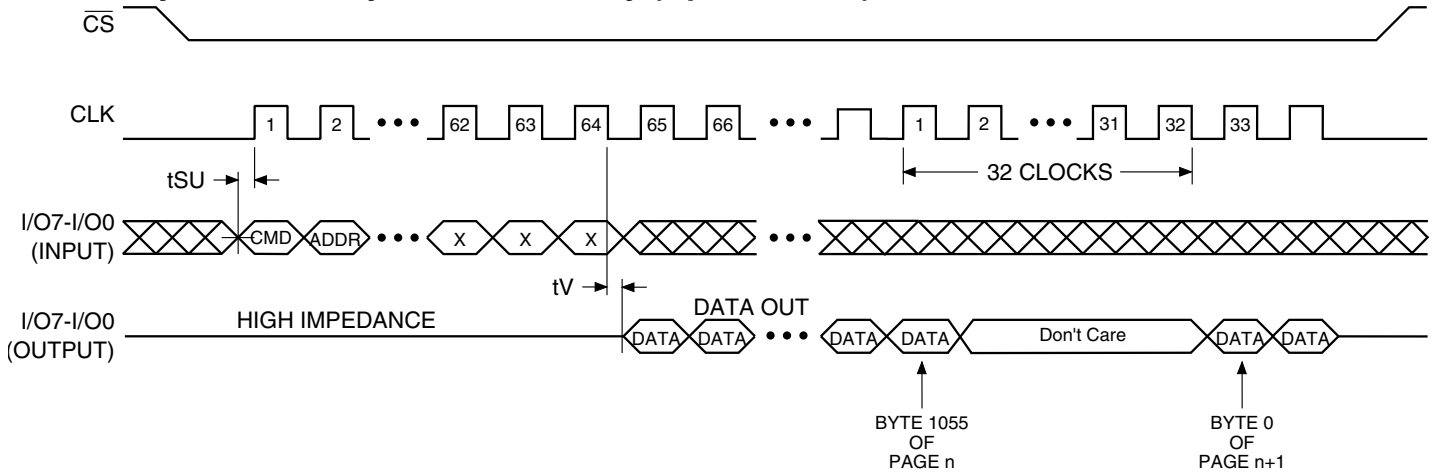 CS
CLK
1 2 ••• 62 63 64 65 66 ••• 1 2 ••• 31 32 33
tSU
32 CLOCKS
I/O7-I/O0
(INPUT)
CMD ADDR ••• X X X •••
tV
DATA OUT
I/O7-I/O0
(OUTPUT)
HIGH IMPEDANCE
DATA DATA ••• DATA DATA Don't Care DATA DATA
BYTE 1055
OF
PAGE n
BYTE 0
OF
PAGE n+1